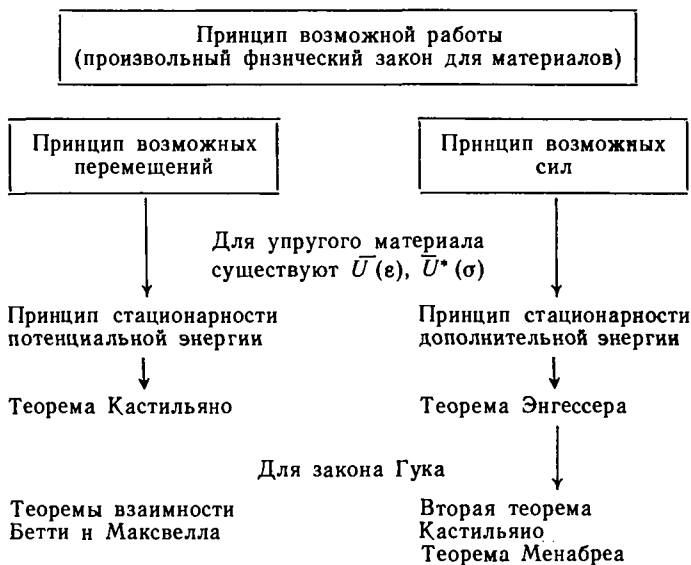 Принцип возможной работы
(произвольный физический закон для материалов)
Принцип возможных
перемещений
Принцип возможных
сил
Для упругого материала
существуют Ū (ε), Ū* (σ)
Принцип стационарности
потенциальной энергии
Принцип стационарности
дополнительной энергии
Теорема Кастильяно
Теорема Энгессера
Для закона Гука
Теоремы взаимности
Бетти и Максвелла
Вторая теорема
Кастильяно
Теорема Менабреа